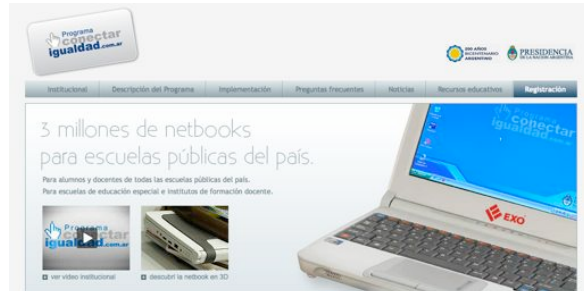 Programa
conectar
igualdad.com.ar
200 AÑOS
BICENTENARIO
ARGENTINO
PRESIDENCIA
DE LA NACIÓN ARGENTINA
Institucional Descripción del Programa Implementación Preguntas frecuentes Noticias Recursos educativos Registración
3 millones de netbooks
para escuelas públicas del país.
Para alumnos y docentes de todas las escuelas públicas del país.
Para escuelas de educación especial e institutos de formación docente.
Programa
conectar
igualdad.com.ar
ver video institucional descubrí la netbook en 3D
conectar
igualdad
EXO